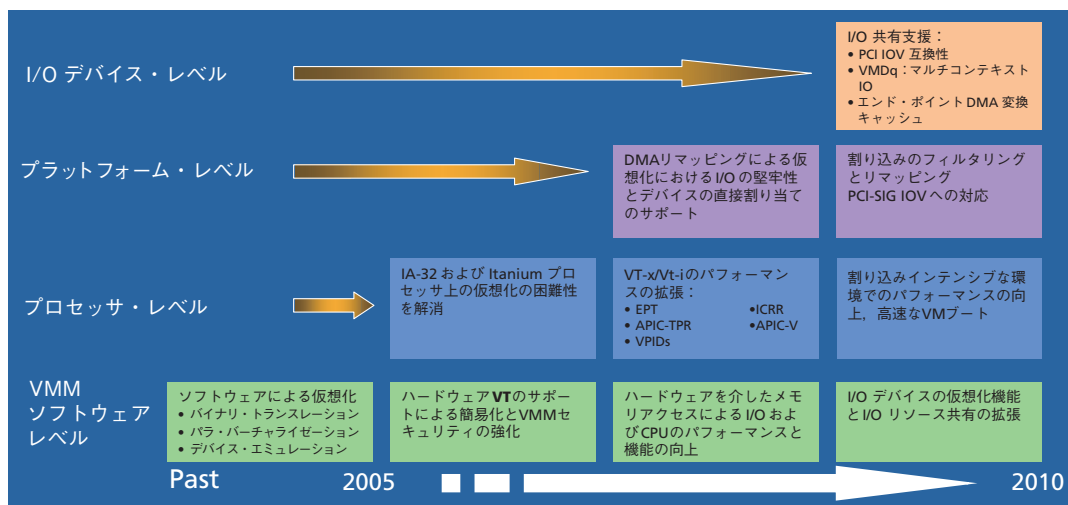 I/O デバイス・レベル
I/O 共有支援：
• PCI IOV 互換性
• VMDq：マルチコンテキスト
IO
• エンド・ポイントDMA 変換
キャッシュ
プラットフォーム・レベル
DMAリマッピングによる仮
想化におけるI/Oの堅牢性
とデバイスの直接割り当て
のサポート
割り込みのフィルタリング
とリマッピング
PCI-SIG IOVへの対応
プロセッサ・レベル
IA-32 および Itanium プロ
セッサ上の仮想化の困難性
を解消
VT-x/Vt-iのパフォーマン
スの拡張：
• EPT •ICRR
• APIC-TPR •APIC-V
• VPIDs
割り込みインテンシブな環
境でのパフォーマンスの向
上，高速なVMブート
VMM
ソフトウェア
レベル
ソフトウェアによる仮想化
• バイナリ・トランスレーション
• パラ・バーチャライゼーション
• デバイス・エミュレーション
ハードウェアVTのサポー
トによる簡易化とVMMセ
キュリティの強化
ハードウェアを介したメモ
リアクセスによるI/O およ
びCPUのパフォーマンスと
機能の向上
I/O デバイスの仮想化機能
とI/O リソース共有の拡張
Past 2005 2010